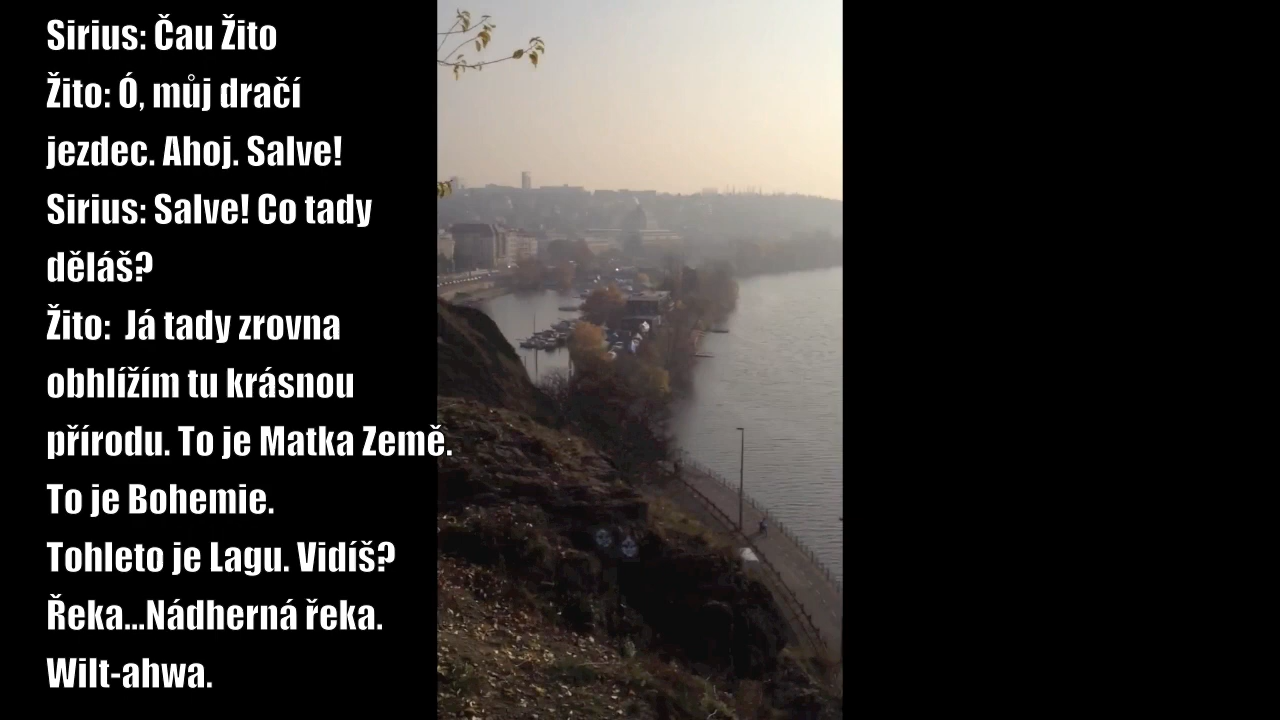 Sirius: Čau Žito
Žito: Ó, můj dračí
jezdec. Ahoj. Salve!
Sirius: Salve! Co tady
děláš?
Žito:  Já tady zrovna
obhlížím tu krásnou
přírodu. To je Matka Země.
To je Bohemie.
Tohleto je Lagu. Vidíš?
Řeka...Nádherná řeka.
Wilt-ahwa.